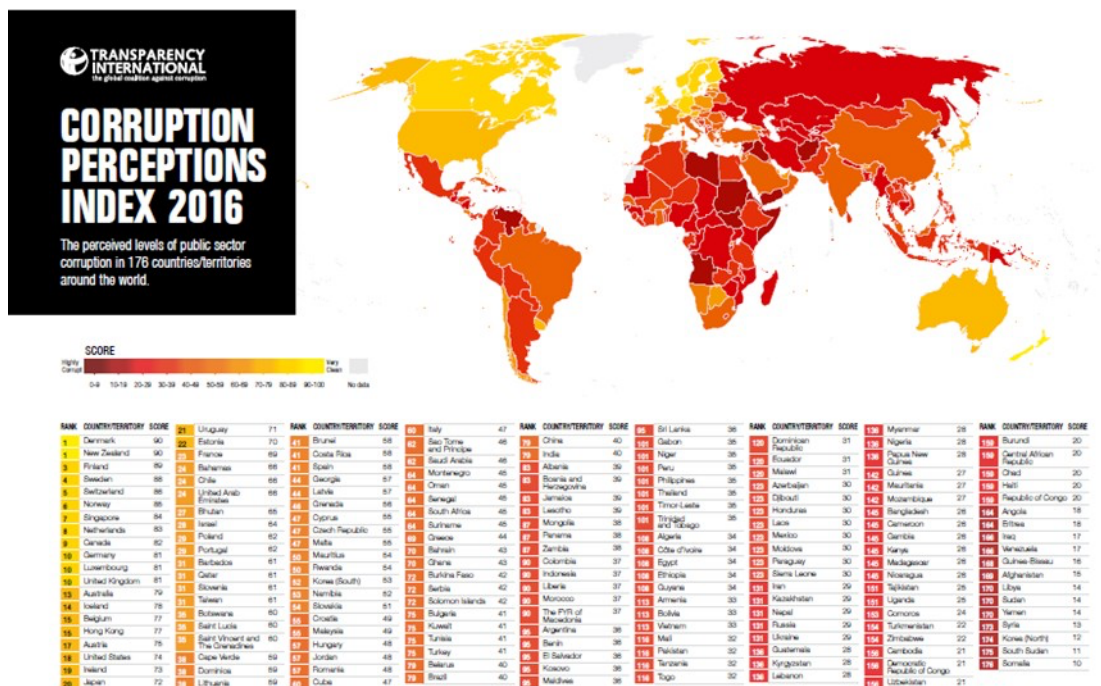 TRANSPARENCY
INTERNATIONAL
the global coalition against corruption
CORRUPTION
PERCEPTIONS
INDEX 2016
The perceived levels of public sector
corruption in 176 countries/territories
around the world.
SCORE
Highly
Corrupt
Very
Clean
0-9 10-19 20-29 30-39 40-49 50-59 60-69 70-79 80-89 90-100 No data
RANK COUNTRY/TERRITORY SCORE
1 Denmark 90
1 New Zealand 90
3 Finland 89
4 Sweden 88
5 Switzerland 86
6 Norway 85
7 Singapore 84
8 Netherlands 83
9 Canada 82
10 Germany 81
10 Luxembourg 81
10 United Kingdom 81
13 Australia 79
14 Iceland 78
15 Belgium 77
15 Hong Kong 77
17 Austria 75
18 United States 74
19 Ireland 73
20 Japan 72
21 Uruguay 71
22 Estonia 70
23 France 69
24 Bahamas 66
24 Chile 66
24 United Arab
Emirates 66
27 Bhutan 65
28 Israel 64
29 Poland 62
29 Portugal 62
31 Barbados 61
31 Qatar 61
31 Slovenia 61
31 Taiwan 61
35 Botswana 60
35 Saint Lucia 60
35 Saint Vincent and
The Grenadines 60
38 Cape Verde 59
38 Dominica 59
38 Lithuania 59
RANK COUNTRY/TERRITORY SCORE
41 Brunei 58
41 Costa Rica 58
41 Spain 58
44 Georgia 57
44 Latvia 57
46 Grenada 56
47 Cyprus 55
47 Czech Republic 55
47 Malta 55
50 Mauritius 54
50 Rwanda 54
52 Korea (South) 53
53 Namibia 52
54 Slovakia 51
55 Croatia 49
55 Malaysia 49
57 Hungary 48
57 Jordan 48
57 Romania 48
60 Cuba 47
60 Italy 47
62 Sao Tome
and Principe 46
62 Saudi Arabia 46
64 Montenegro 45
64 Oman 45
64 Senegal 45
64 South Africa 45
64 Suriname 45
69 Greece 44
70 Bahrain 43
70 Ghana 43
72 Burkina Faso 42
72 Serbia 42
72 Solomon Islands 42
75 Bulgaria 41
75 Kuwait 41
75 Tunisia 41
75 Turkey 41
79 Belarus 40
79 Brazil 40
RANK COUNTRY/TERRITORY SCORE
79 China 40
79 India 40
83 Albania 39
83 Bosnia and
Herzegovina 39
83 Jamaica 39
83 Lesotho 39
87 Mongolia 38
87 Panama 38
87 Zambia 38
90 Colombia 37
90 Indonesia 37
90 Liberia 37
90 Morocco 37
90 The FYR of
Macedonia 37
95 Argentina 36
95 Benin 36
95 El Salvador 36
95 Kosovo 36
95 Maldives 36
95 Sri Lanka 36
101 Gabon 35
101 Niger 35
101 Peru 35
101 Philippines 35
101 Thailand 35
101 Timor-Leste 35
101 Trinidad
and Tobago 35
108 Algeria 34
108 Côte d'Ivoire 34
108 Egypt 34
108 Ethiopia 34
108 Guyana 34
113 Armenia 33
113 Bolivia 33
113 Vietnam 33
116 Mali 32
116 Pakistan 32
116 Tanzania 32
116 Togo 32
RANK COUNTRY/TERRITORY SCORE
120 Dominican
Republic 31
120 Ecuador 31
120 Malawi 31
123 Azerbaijan 30
123 Djibouti 30
123 Honduras 30
123 Laos 30
123 Mexico 30
123 Moldova 30
123 Paraguay 30
123 Sierra Leone 30
131 Iran 29
131 Kazakhstan 29
131 Nepal 29
131 Russia 29
131 Ukraine 29
136 Guatemala 28
136 Kyrgyzstan 28
136 Lebanon 28
136 Myanmar 28
136 Nigeria 28
136 Papua New
Guinea 28
142 Guinea 27
142 Mauritania 27
142 Mozambique 27
145 Bangladesh 26
145 Cameroon 26
145 Gambia 26
145 Kenya 26
145 Madagascar 26
145 Nicaragua 26
151 Tajikistan 25
151 Uganda 25
153 Comoros 24
154 Turkmenistan 22
154 Zimbabwe 22
156 Cambodia 21
156 Democratic
Republic of Congo 21
156 Uzbekistan 21
RANK COUNTRY/TERRITORY SCORE
159 Burundi 20
159 Central African
Republic 20
159 Chad 20
159 Haiti 20
159 Republic of Congo 20
164 Angola 18
164 Eritrea 18
166 Iraq 17
166 Venezuela 17
168 Guinea-Bissau 16
169 Afghanistan 15
170 Libya 14
170 Sudan 14
170 Yemen 14
173 Syria 13
174 Korea (North) 12
175 South Sudan 11
176 Somalia 10